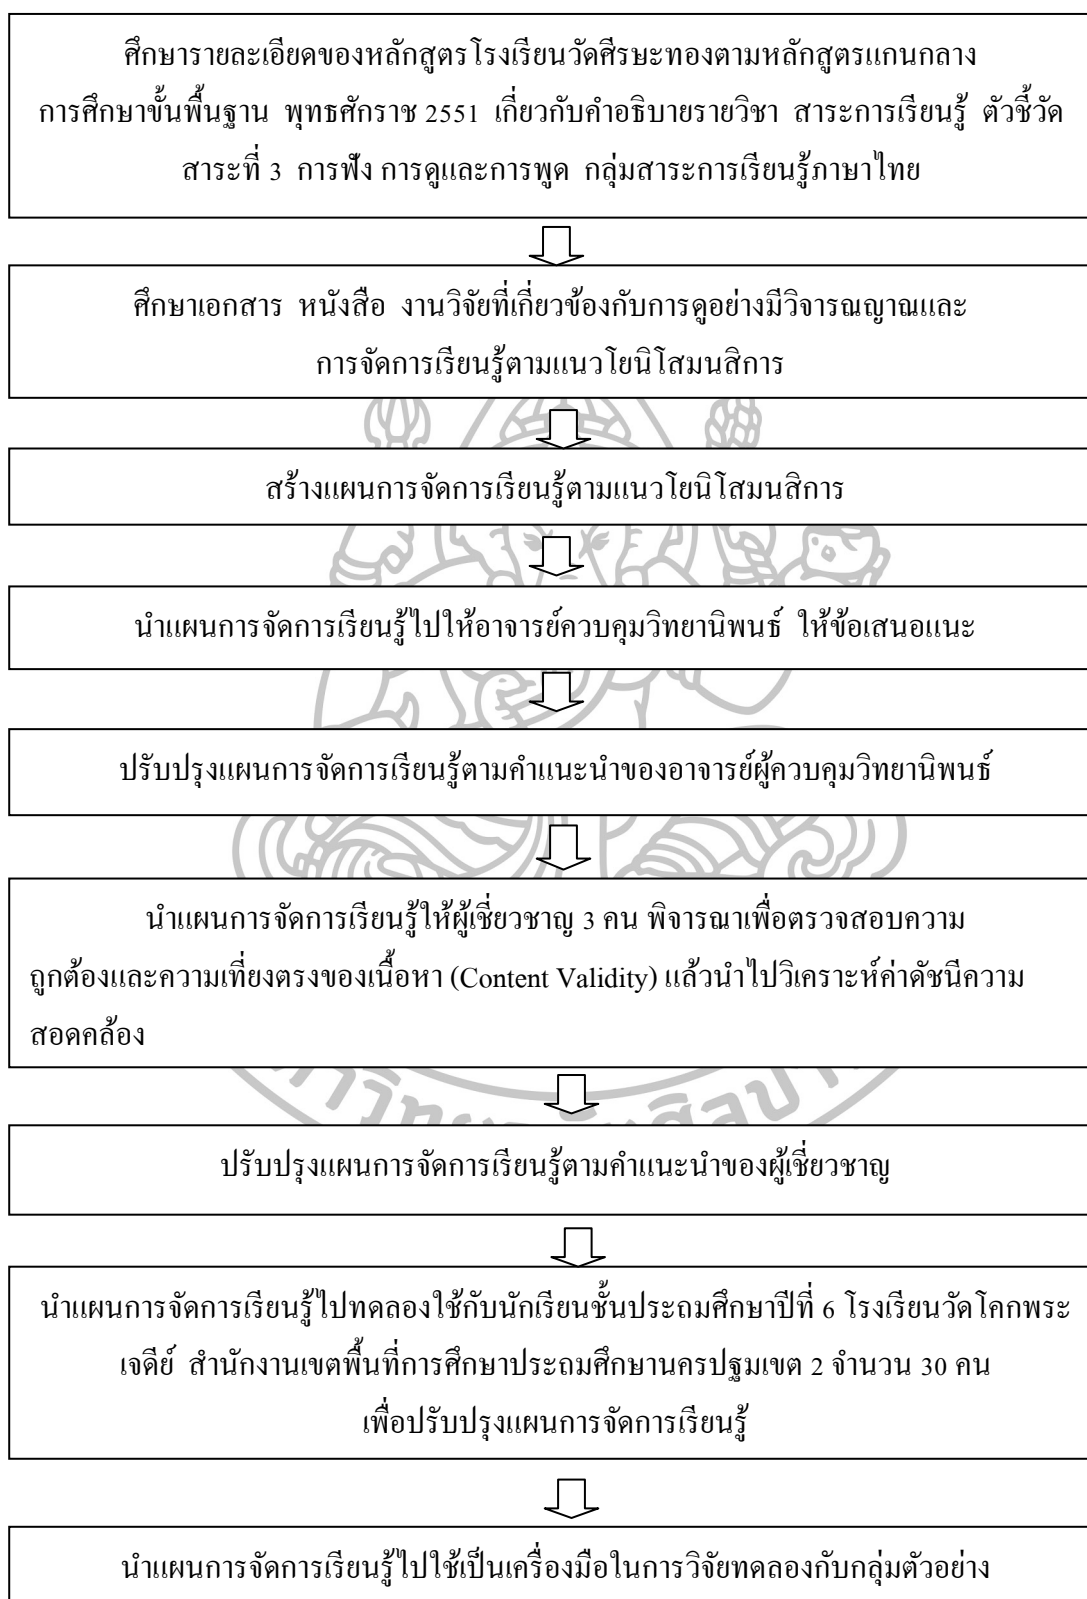 ศึกษารายละเอียดของหลักสูตรโรงเรียนวัดศีรษะทองตามหลักสูตรแกนกลาง
การศึกษาขั้นพื้นฐาน พุทธศักราช 2551 เกี่ยวกับคำอธิบายรายวิชา สาระการเรียนรู้ ตัวชี้วัด
สาระที่ 3 การฟัง การดูและการพูด กลุ่มสาระการเรียนรู้ภาษาไทย
ศึกษาเอกสาร หนังสือ งานวิจัยที่เกี่ยวข้องกับการดูอย่างมีวิจารณญาณและ
การจัดการเรียนรู้ตามแนวโยนิโสมนสิการ
สร้างแผนการจัดการเรียนรู้ตามแนวโยนิโสมนสิการ
นำแผนการจัดการเรียนรู้ไปให้อาจารย์ควบคุมวิทยานิพนธ์ ให้ข้อเสนอแนะ
ปรับปรุงแผนการจัดการเรียนรู้ตามคำแนะนำของอาจารย์ผู้ควบคุมวิทยานิพนธ์
นำแผนการจัดการเรียนรู้ให้ผู้เชี่ยวชาญ 3 คน พิจารณาเพื่อตรวจสอบความ
ถูกต้องและความเที่ยงตรงของเนื้อหา (Content Validity) แล้วนำไปวิเคราะห์ค่าดัชนีความ
สอดคล้อง
ปรับปรุงแผนการจัดการเรียนรู้ตามคำแนะนำของผู้เชี่ยวชาญ
นำแผนการจัดการเรียนรู้ไปทดลองใช้กับนักเรียนชั้นประถมศึกษาปีที่ 6 โรงเรียนวัดโคกพระ
เจดีย์ สำนักงานเขตพื้นที่การศึกษาประถมศึกษานครปฐมเขต 2 จำนวน 30 คน
เพื่อปรับปรุงแผนการจัดการเรียนรู้
นำแผนการจัดการเรียนรู้ไปใช้เป็นเครื่องมือในการวิจัยทดลองกับกลุ่มตัวอย่าง